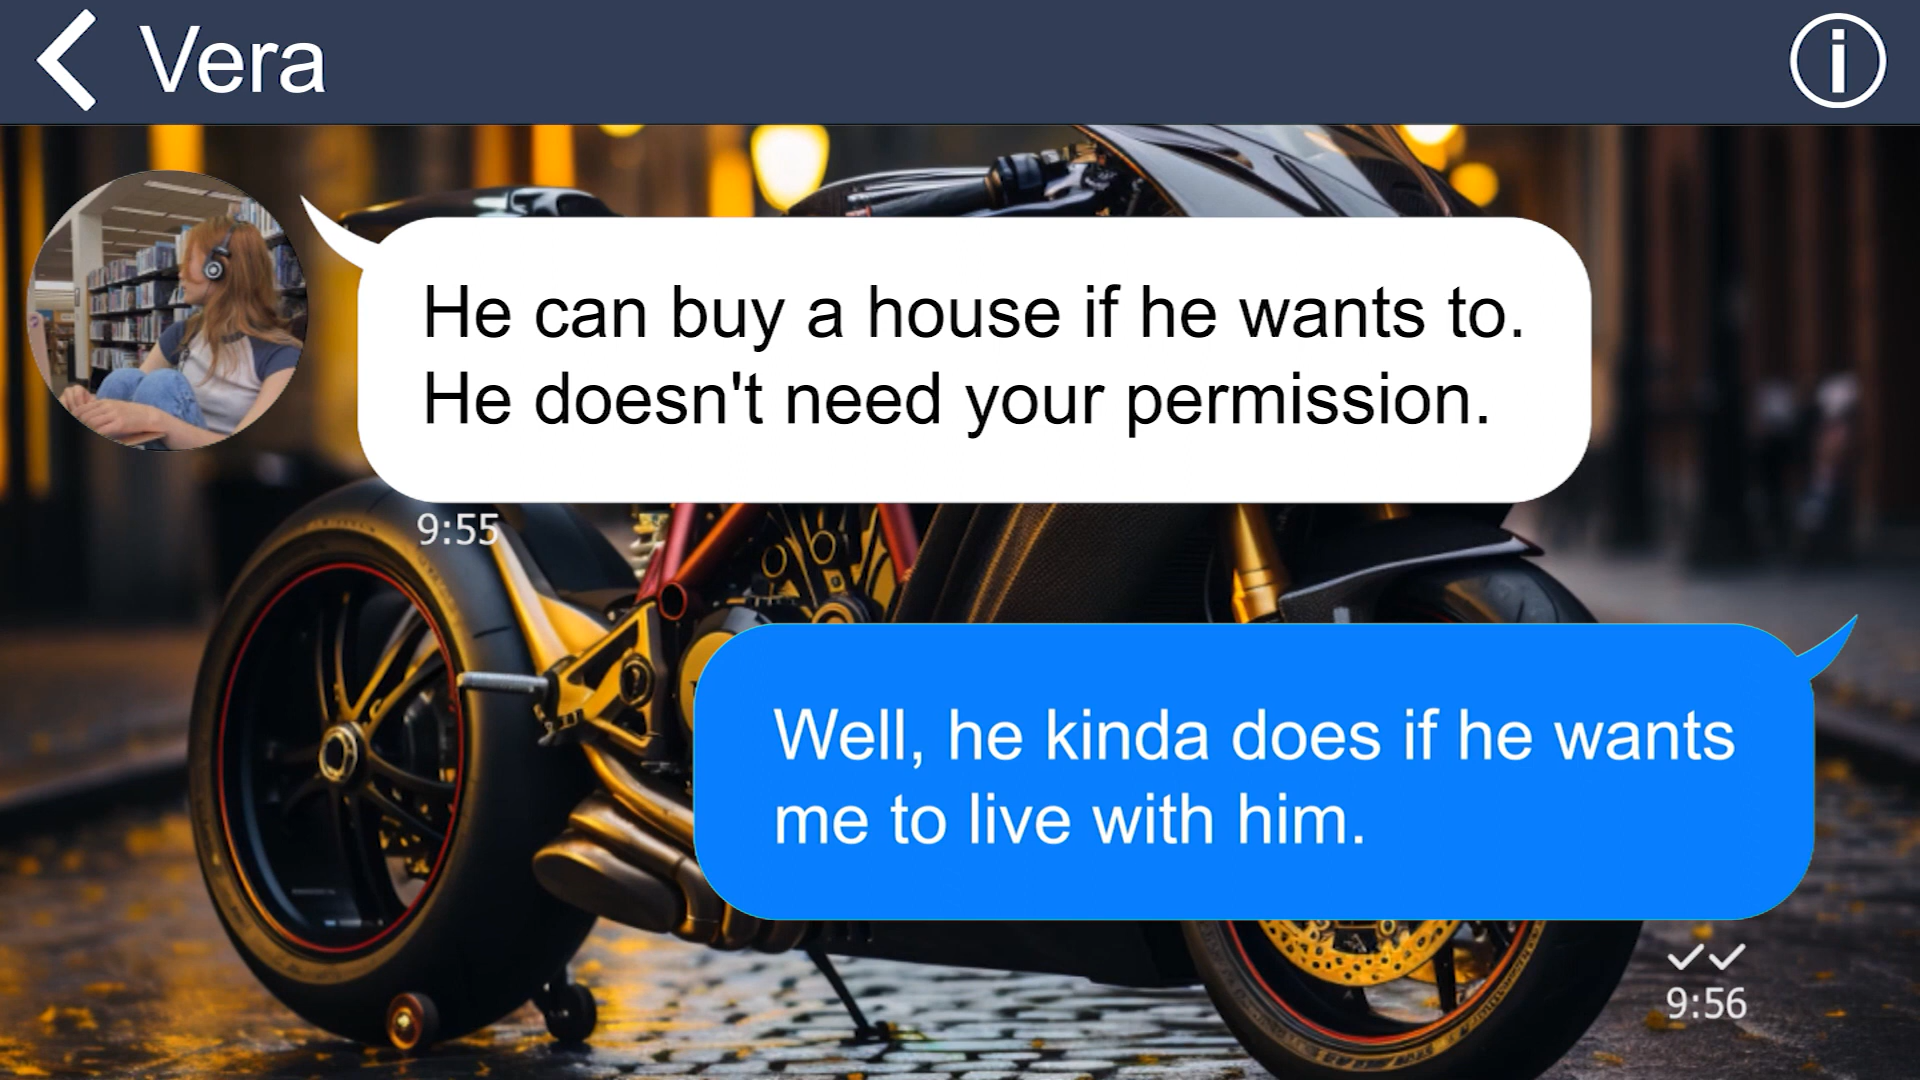 Vera
He can buy a house if he wants to.
He doesn't need your permission.
9:55
Well, he kinda does if he wants
me to live with him.
9:56